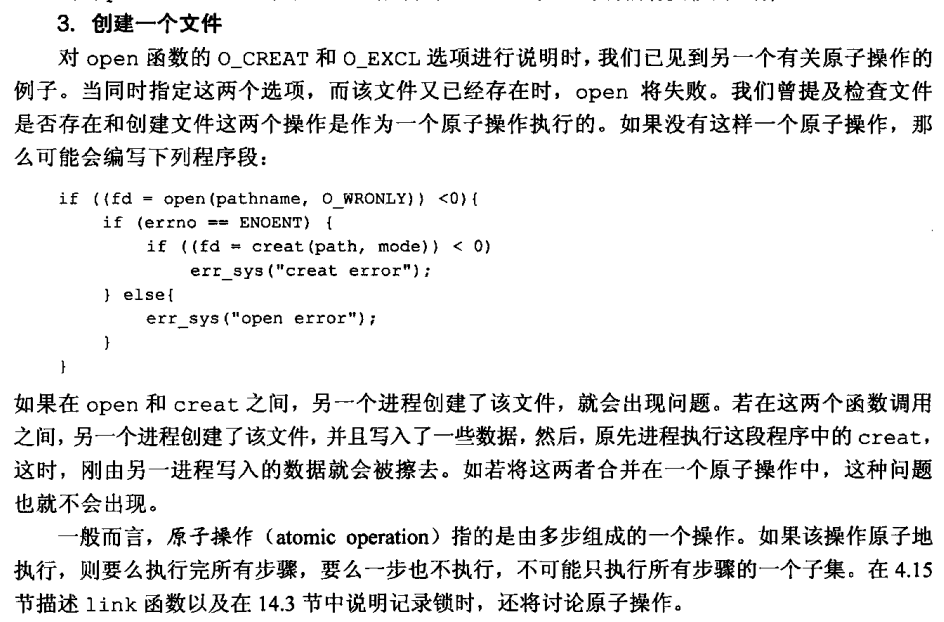 3. 创建一个文件
对 open 函数的 O_CREAT 和 O_EXCL 选项进行说明时,我们已见到另一个有关原子操作的
例子。当同时指定这两个选项，而该文件又已经存在时，open 将失败。我们曾提及检查文件
是否存在和创建文件这两个操作是作为一个原子操作执行的。如果没有这样一个原子操作，那
么可能会编写下列程序段：
if ((fd = open(pathname, O_WRONLY)) <0){
if (errno == ENOENT) {
if ((fd = creat(path, mode)) < 0)
err_sys("creat error");
} else{
err_sys("open error");
}
}
如果在 open 和 creat 之间，另一个进程创建了该文件，就会出现问题。若在这两个函数调用
之间,另一个进程创建了该文件,并且写入了一些数据,然后,原先进程执行这段程序中的 creat,
这时，刚由另一进程写入的数据就会被擦去。如若将这两者合并在一个原子操作中，这种问题
也就不会出现。
一般而言，原子操作（atomic operation）指的是由多步组成的一个操作。如果该操作原子地
执行，则要么执行完所有步骤，要么一步也不执行，不可能只执行所有步骤的一个子集。在 4.15
节描述 link 函数以及在 14.3 节中说明记录锁时，还将讨论原子操作。